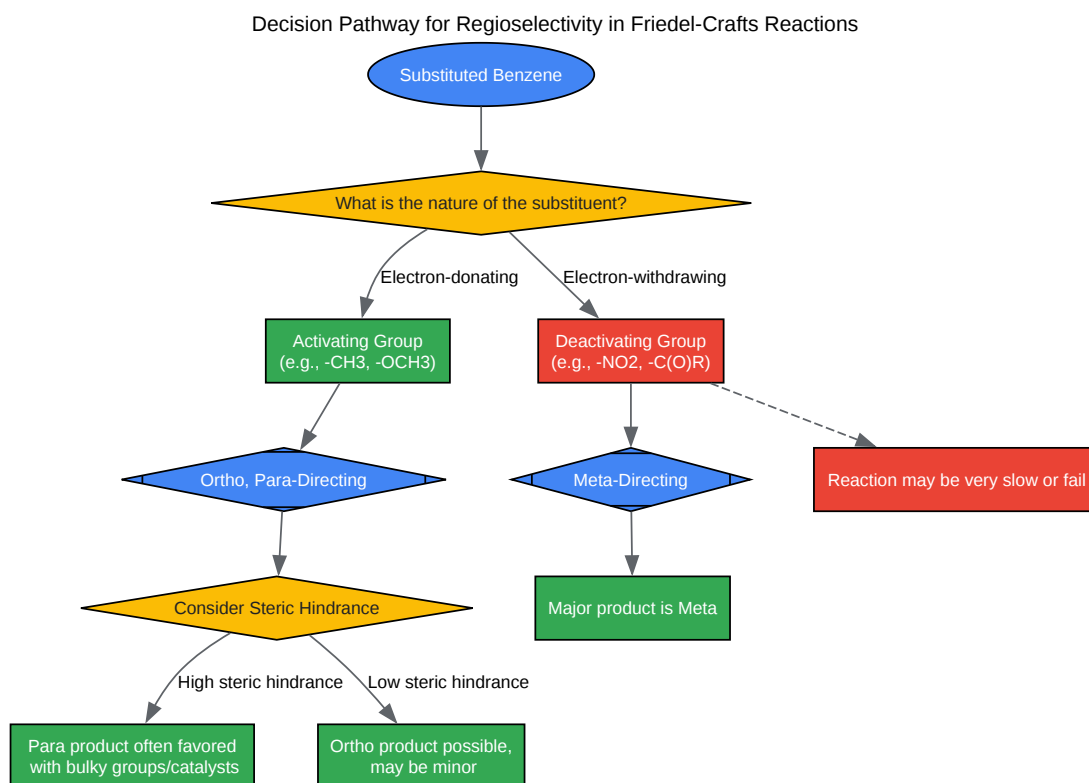 Decision Pathway for Regioselectivity in Friedel-Crafts Reactions
Substituted Benzene
What is the nature of the substituent?
Electron-donating
Electron-withdrawing
Activating Group
(e.g., -CH3, -OCH3)
Deactivating Group
(e.g., -NO2, -C(O)R)
Ortho, Para-Directing
Meta-Directing
Reaction may be very slow or fail
Consider Steric Hindrance
Major product is Meta
High steric hindrance
Low steric hindrance
Para product often favored
with bulky groups/catalysts
Ortho product possible,
may be minor